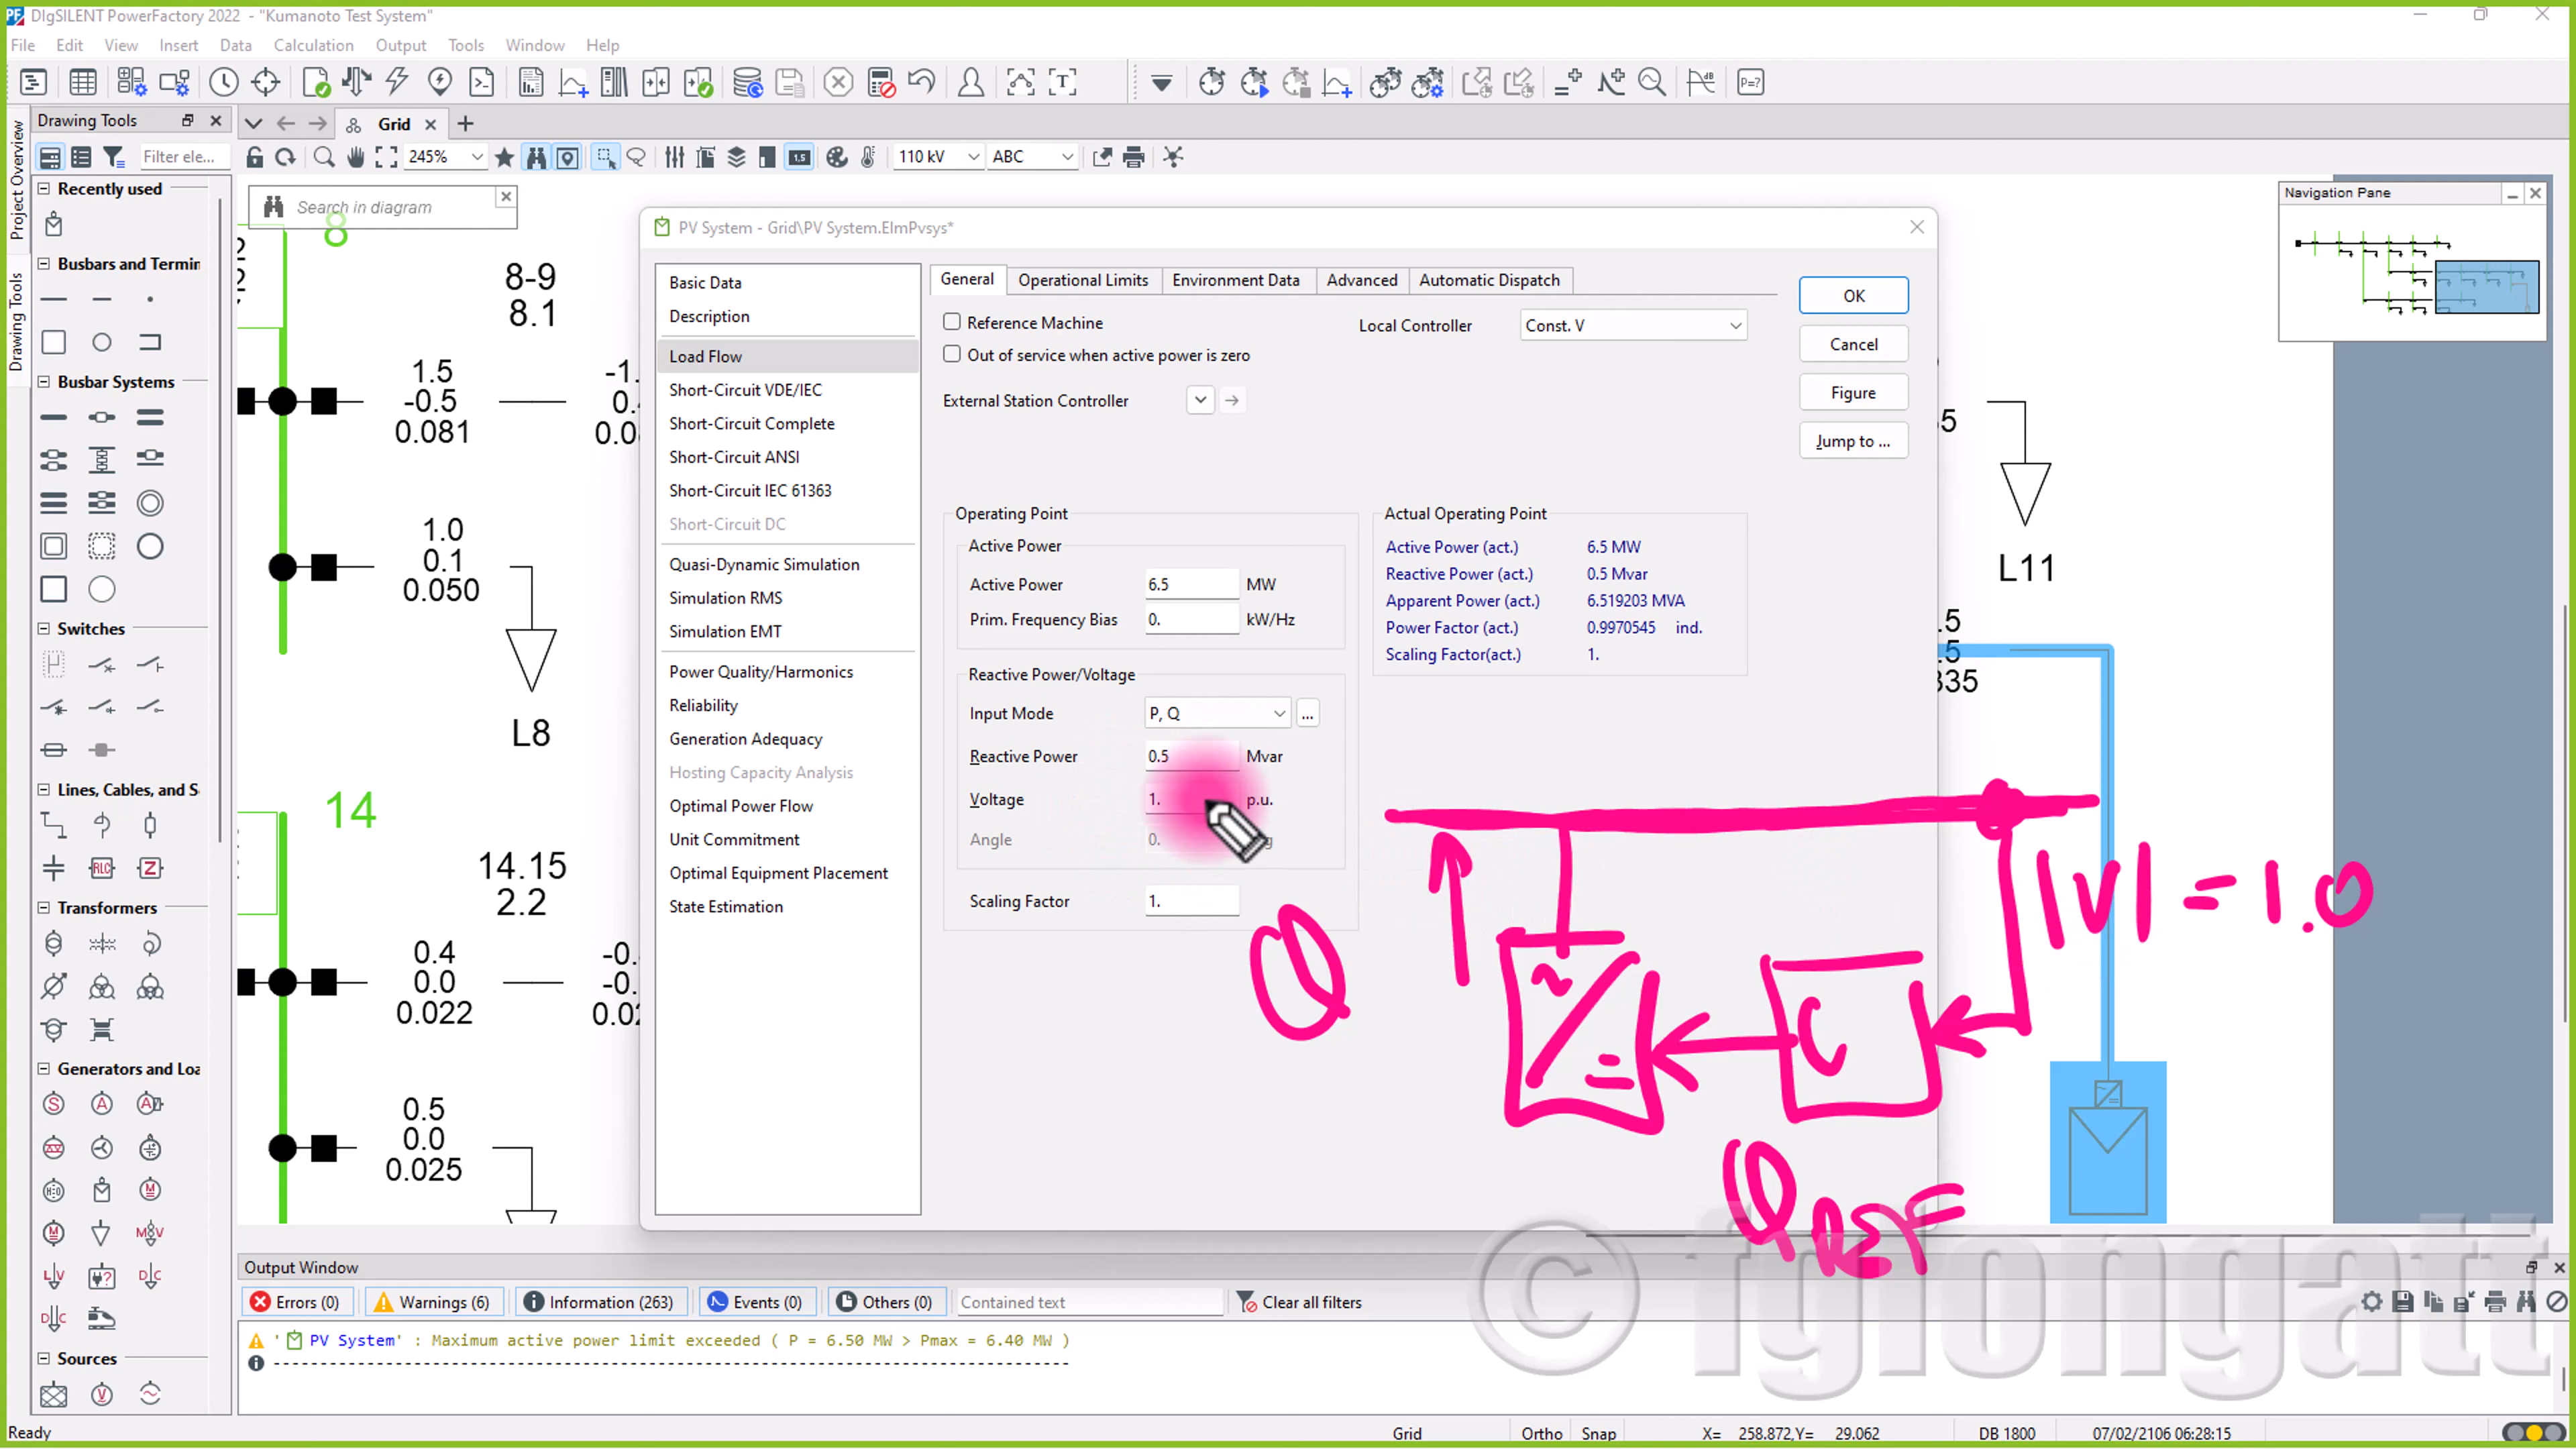 DIgSILENT PowerFactory 2022 - "Kumanoto Test System"
File Edit View Insert Data Calculation Output Tools Window Help
Project Overview
Drawing Tools
Drawing Tools
Filter ele...
Recently used
Busbars and Termin
Busbar Systems
Switches
Lines, Cables, and S
Transformers
Generators and Loa
Sources
Grid
245%
1.5
110 kV
ABC
Search in diagram
8
8-9
8.1
1.5
-0.5
0.081
1.0
0.1
0.050
L8
14
14.15
2.2
0.4
0.0
0.022
0.5
0.0
0.025
L11
Navigation Pane
PV System - Grid\PV System.ElmPvsys*
Basic Data
Description
Load Flow
Short-Circuit VDE/IEC
Short-Circuit Complete
Short-Circuit ANSI
Short-Circuit IEC 61363
Short-Circuit DC
Quasi-Dynamic Simulation
Simulation RMS
Simulation EMT
Power Quality/Harmonics
Reliability
Generation Adequacy
Hosting Capacity Analysis
Optimal Power Flow
Unit Commitment
Optimal Equipment Placement
State Estimation
General Operational Limits Environment Data Advanced Automatic Dispatch
Reference Machine
Out of service when active power is zero
External Station Controller
Local Controller Const. V
OK
Cancel
Figure
Jump to ...
Operating Point
Active Power
Active Power 6.5 MW
Prim. Frequency Bias 0. kW/Hz
Reactive Power/Voltage
Input Mode P, Q ...
Reactive Power 0.5 Mvar
Voltage 1. p.u.
Angle 0.
Scaling Factor 1.
Actual Operating Point
Active Power (act.) 6.5 MW
Reactive Power (act.) 0.5 Mvar
Apparent Power (act.) 6.519203 MVA
Power Factor (act.) 0.9970545 ind.
Scaling Factor(act.) 1.
|V| = 1.0
Q
C
QREF
© fglongatt
Output Window
Errors (0) Warnings (6) Information (263) Events (0) Others (0) Contained text Clear all filters
' PV System' : Maximum active power limit exceeded ( P = 6.50 MW > Pmax = 6.40 MW )
Ready
Grid Ortho Snap X= 258.872,Y= 29.062 DB 1800 07/02/2106 06:28:15